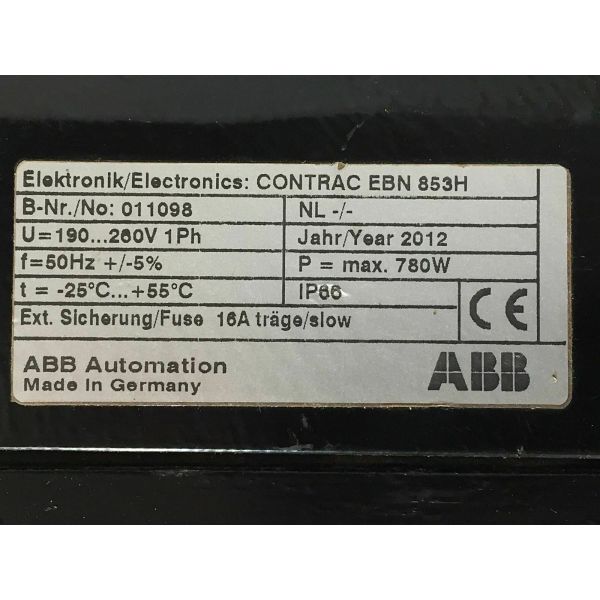 Elektronik/Electronics: CONTRAC EBN 853H
B-Nr./No: 011098 NL -/-
U=190...260V 1Ph Jahr/Year 2012
f=50Hz +/-5% P = max. 780W
t = -25°C...+55°C IP66
CE
Ext. Sicherung/Fuse 16A träge/slow
ABB Automation
Made in Germany
ABB